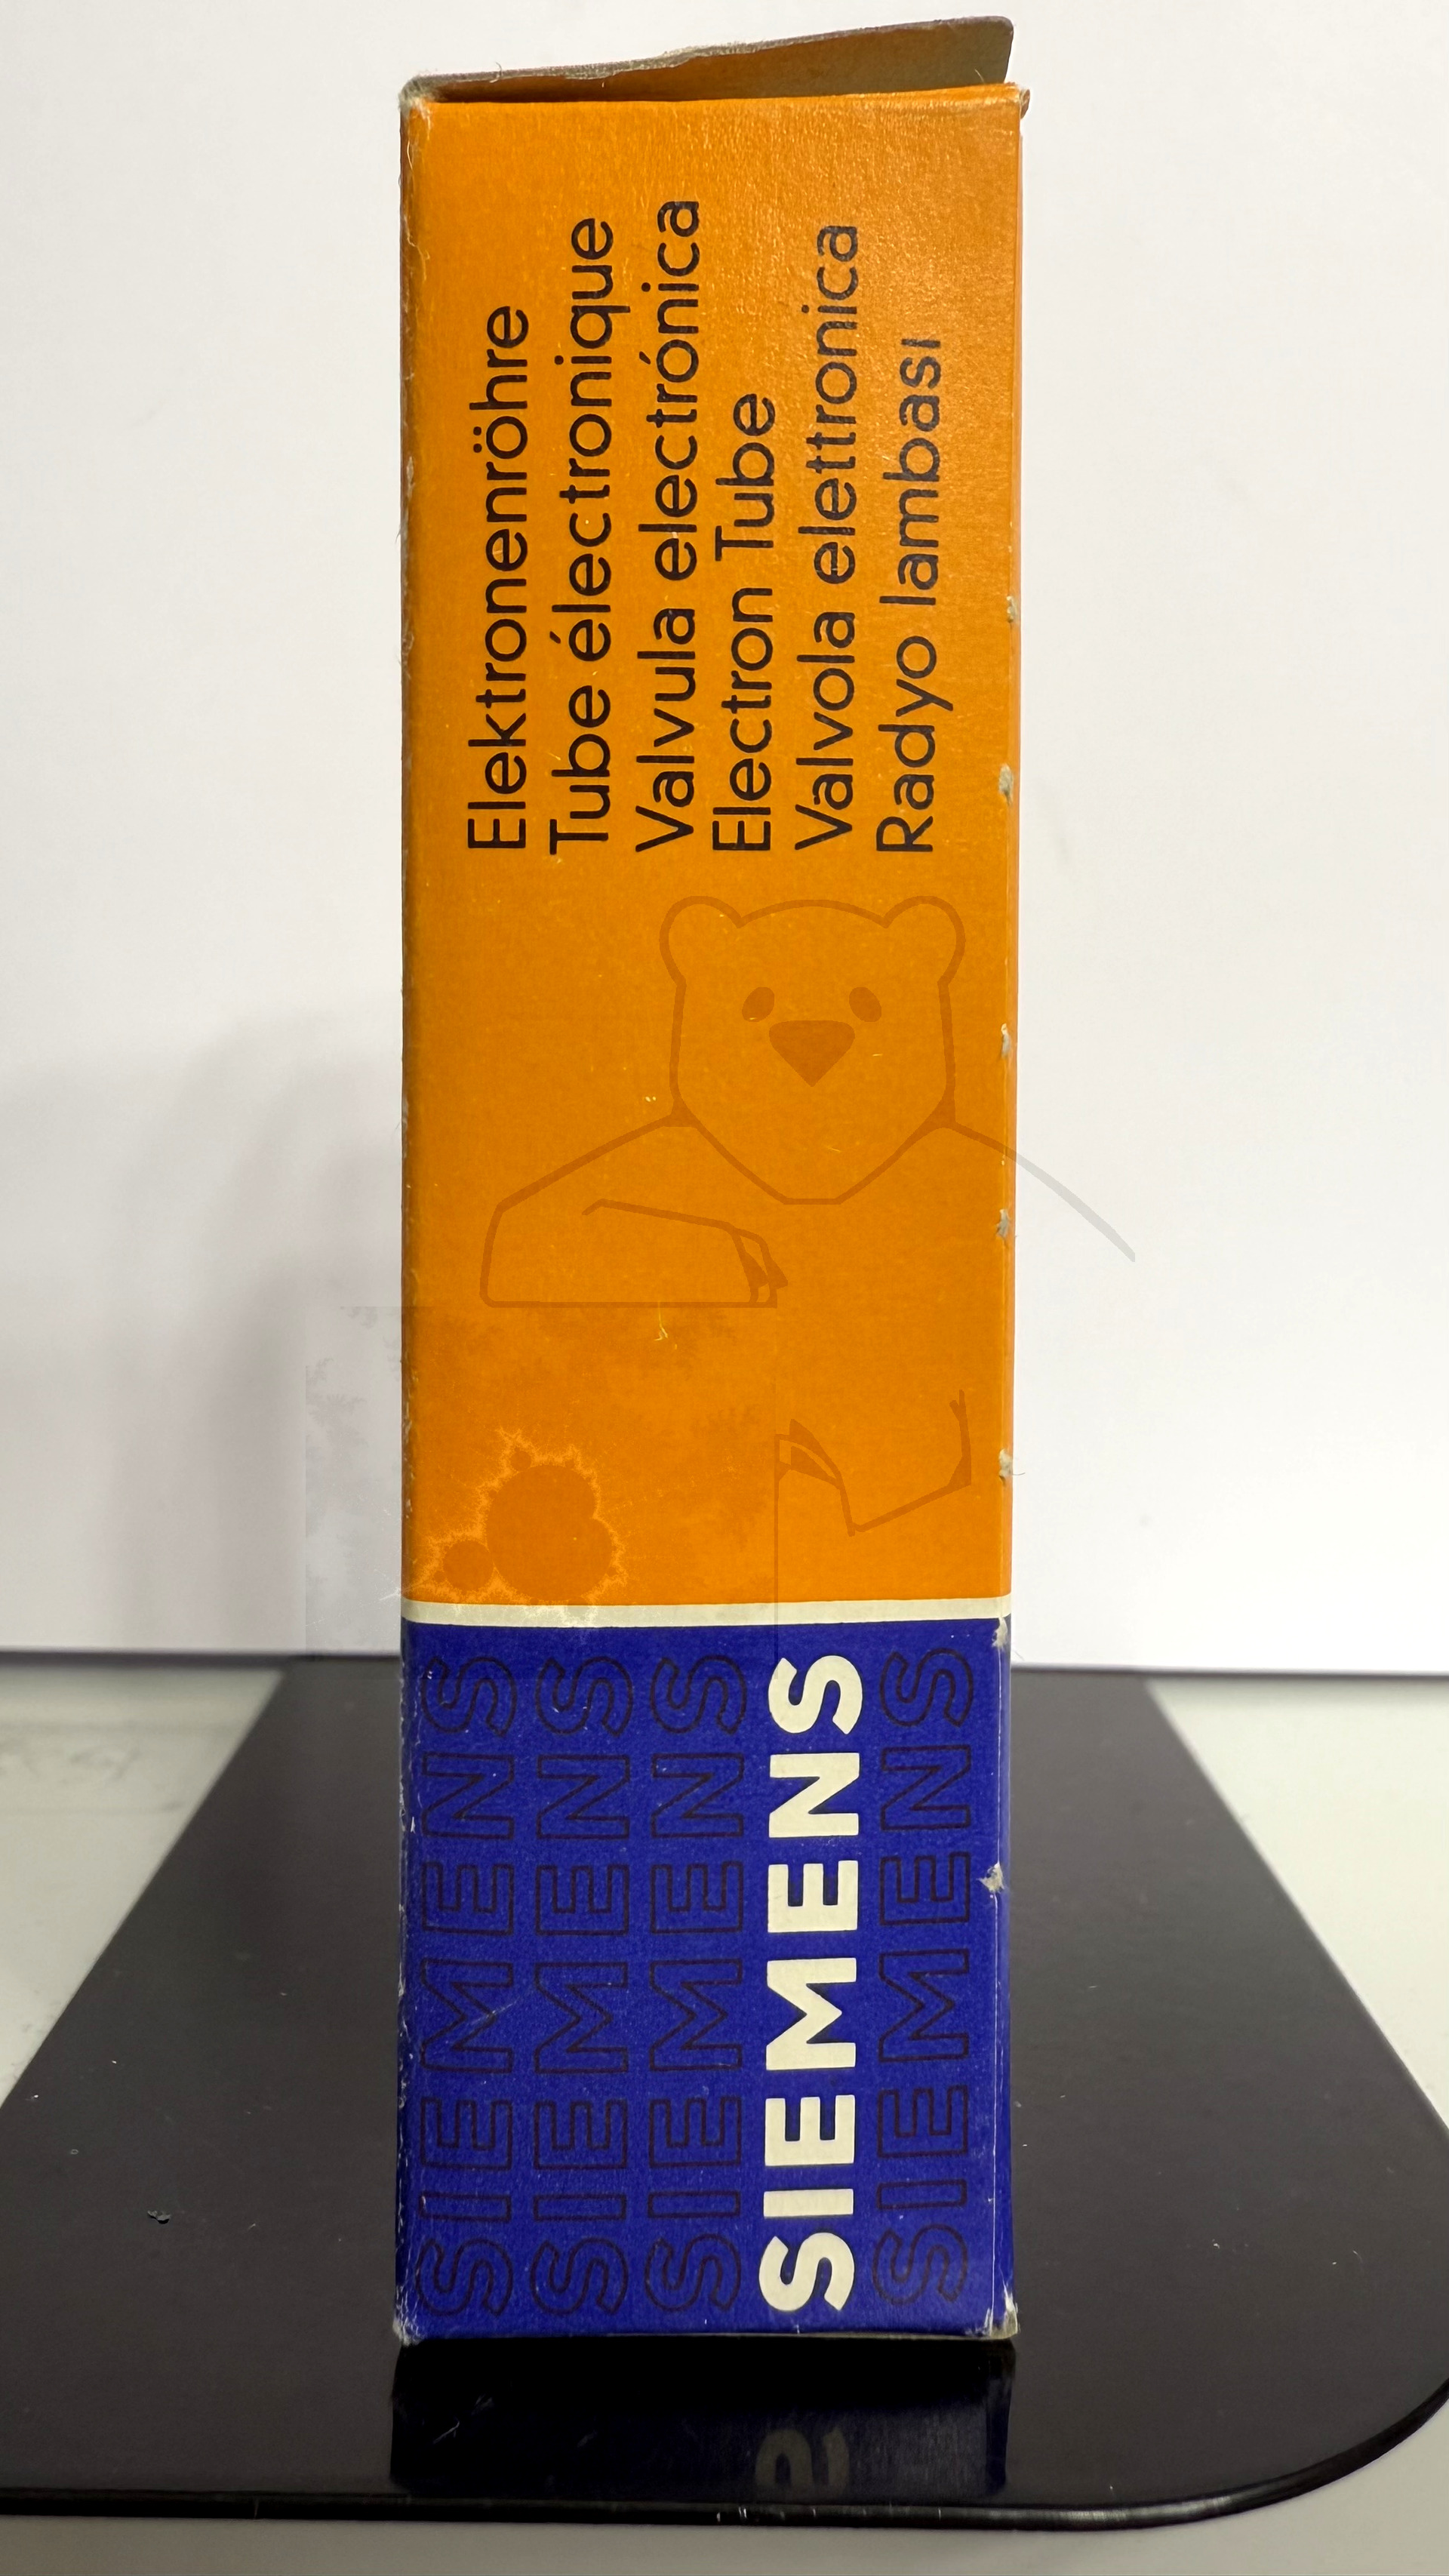 Elektronenröhre
Tube électronique
Valvula electrónica
Electron Tube
Valvola elettronica
Radyo lambası
SIEMENS
SIEMENS
SIEMENS
SIEMENS
SIEMENS